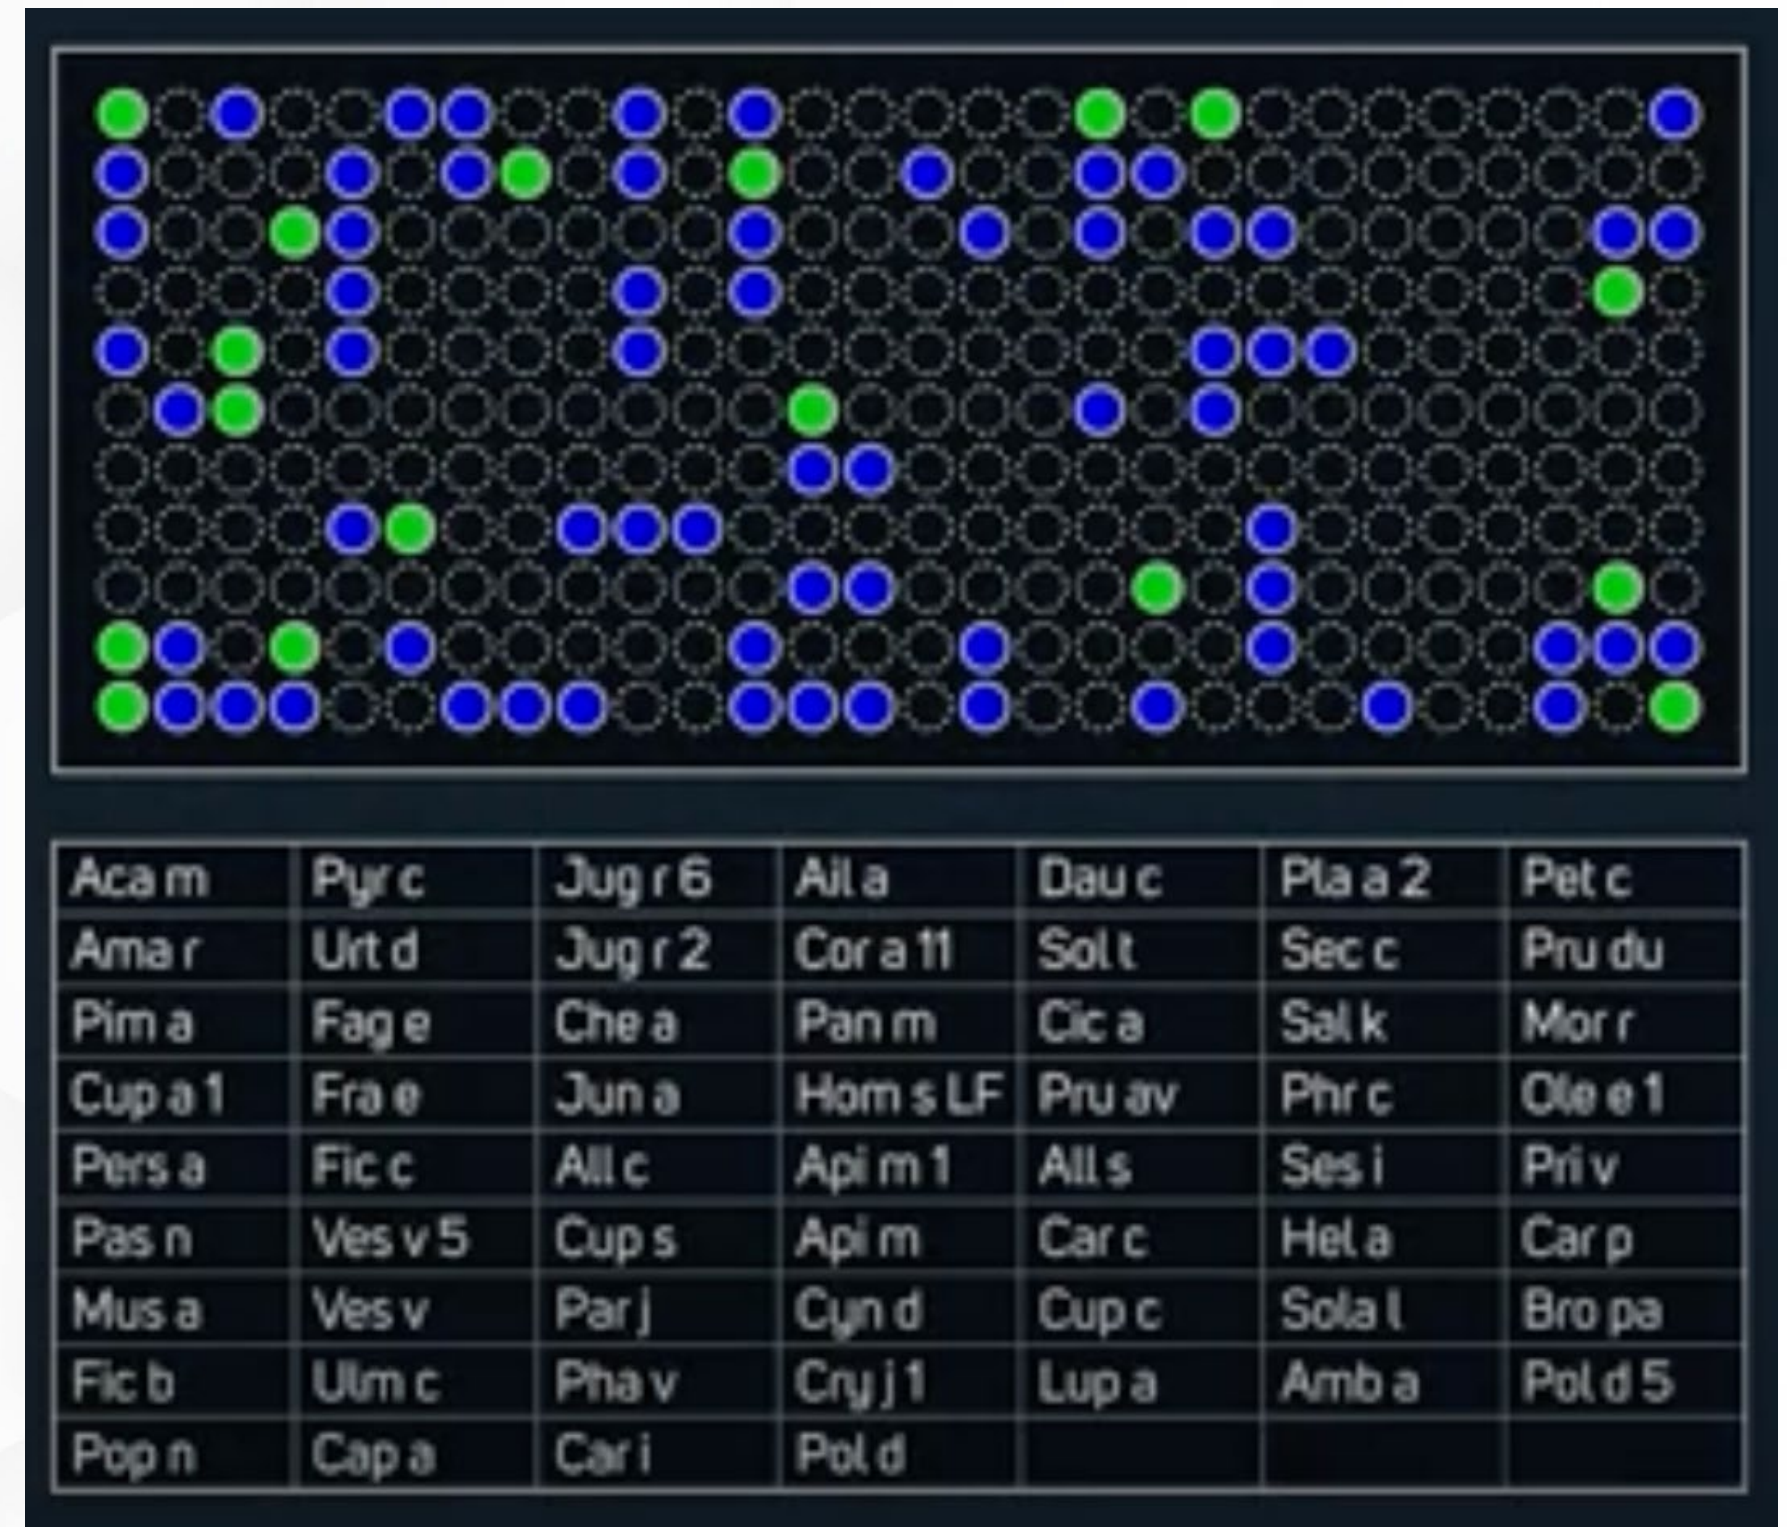 Aca m Pyr c Jug r 6 Ail a Dau c Pla a 2 Pet c
Ama r Urt d Jug r 2 Cor a 11 Sol t Sec c Pru du
Pim a Fag e Che a Pan m Cic a Sal k Mor r
Cup a 1 Fra e Jun a Hom s LF Pru av Phr c Ole e 1
Pers a Fic c All c Api m 1 All s Ses i Pri v
Pas n Ves v 5 Cup s Api m Car c Hel a Car p
Mus a Ves v Par j Cyn d Cup c Sola l Bro pa
Fic b Ulm c Pha v Cry j 1 Lup a Amb a Pol d 5
Pop n Cap a Car i Pol d